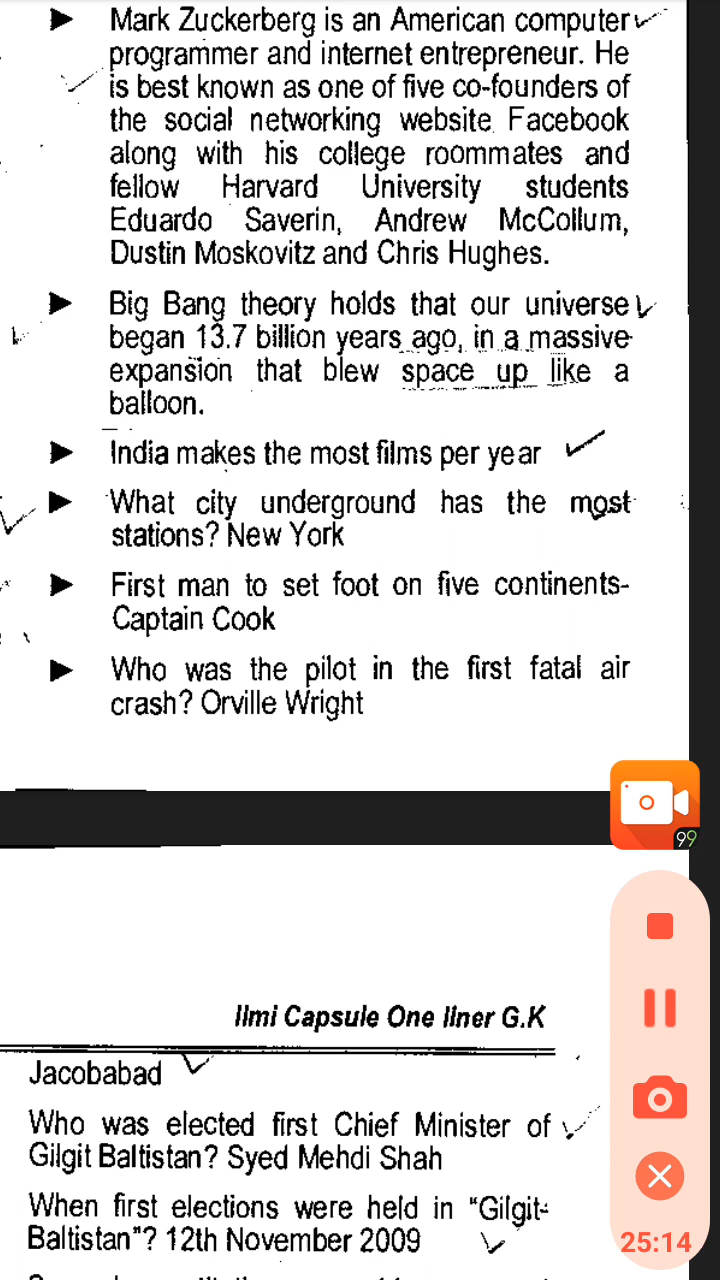 Mark Zuckerberg is an American computer
programmer and internet entrepreneur. He
is best known as one of five co-founders of
the social networking website Facebook
along with his college roommates and
fellow Harvard University students
Eduardo Saverin, Andrew McCollum,
Dustin Moskovitz and Chris Hughes.
Big Bang theory holds that our universe
began 13.7 billion years ago, in a massive
expansion that blew space up like a
balloon.
India makes the most films per year
What city underground has the most
stations? New York
First man to set foot on five continents-
Captain Cook
Who was the pilot in the first fatal air
crash? Orville Wright
99
Ilmi Capsule One liner G.K
Jacobabad
Who was elected first Chief Minister of
Gilgit Baltistan? Syed Mehdi Shah
When first elections were held in "Gilgit-
Baltistan"? 12th November 2009
25:14